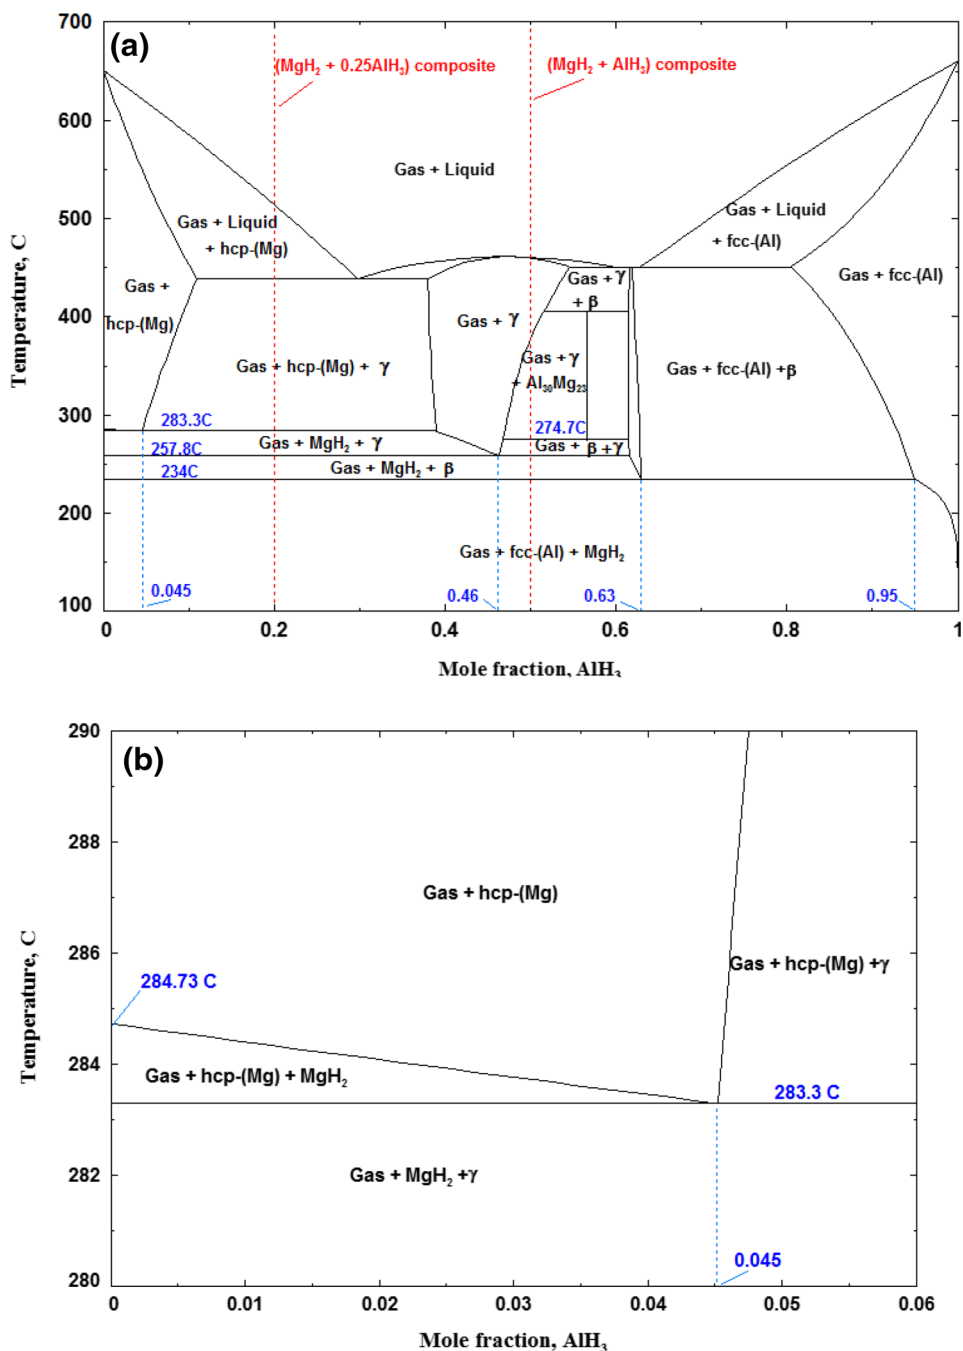 (a)
700
600
500
400
300
200
100
Temperature, C
(MgH₂ + 0.25AlH₃) composite
(MgH₂ + AlH₃) composite
Gas + Liquid
Gas + Liquid
+ hcp-(Mg)
Gas + Liquid
+ fcc-(Al)
Gas +
hcp-(Mg)
Gas + fcc-(Al)
Gas + γ
+ β
Gas + γ
Gas + hcp-(Mg) + γ
Gas + γ
+ Al₃₀Mg₂₃
Gas + fcc-(Al) +β
283.3C
274.7C
Gas + MgH₂ + γ
Gas + β +γ
257.8C
Gas + MgH₂ + β
234C
Gas + fcc-(Al) + MgH₂
0.045
0.46
0.63
0.95
0
0.2
0.4
0.6
0.8
1
Mole fraction, AlH₃
(b)
290
288
286
284
282
280
Temperature, C
Gas + hcp-(Mg)
Gas + hcp-(Mg) +γ
284.73 C
Gas + hcp-(Mg) + MgH₂
283.3 C
Gas + MgH₂ +γ
0.045
0
0.01
0.02
0.03
0.04
0.05
0.06
Mole fraction, AlH₃